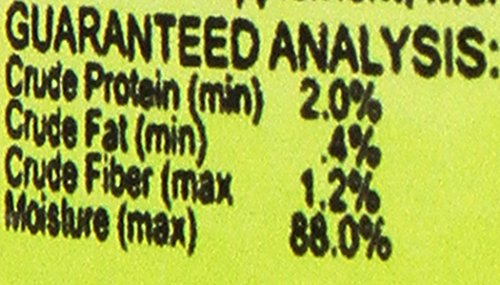 GUARANTEED ANALYSIS:
Crude Protein (min) 2.0%
Crude Fat (min) .4%
Crude Fiber (max 1.2%
Moisture (max) 88.0%